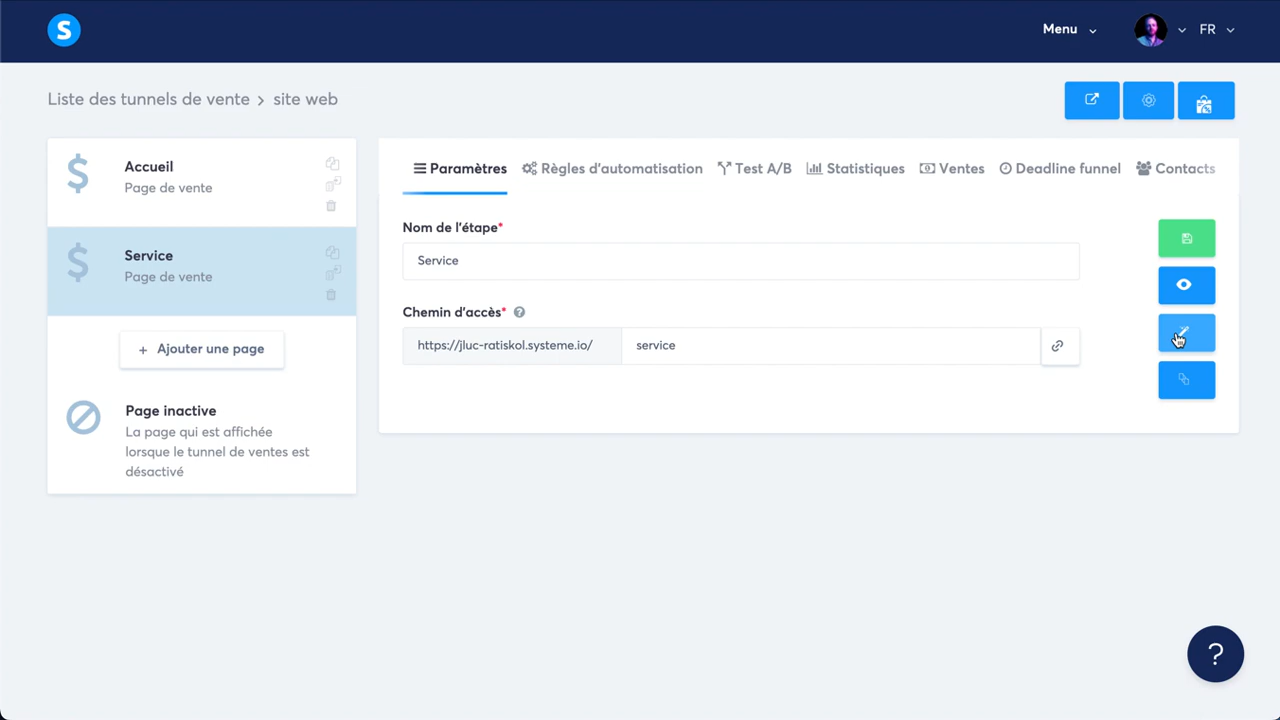 S
Menu
FR
Liste des tunnels de vente > site web
Accueil
Page de vente
Service
Page de vente
+ Ajouter une page
Page inactive
La page qui est affichée
lorsque le tunnel de ventes est
désactivé
Paramètres Règles d'automatisation Test A/B Statistiques Ventes Deadline funnel Contacts
Nom de l'étape*
Service
Chemin d'accès* ?
https://jluc-ratiskol.systeme.io/ service
?